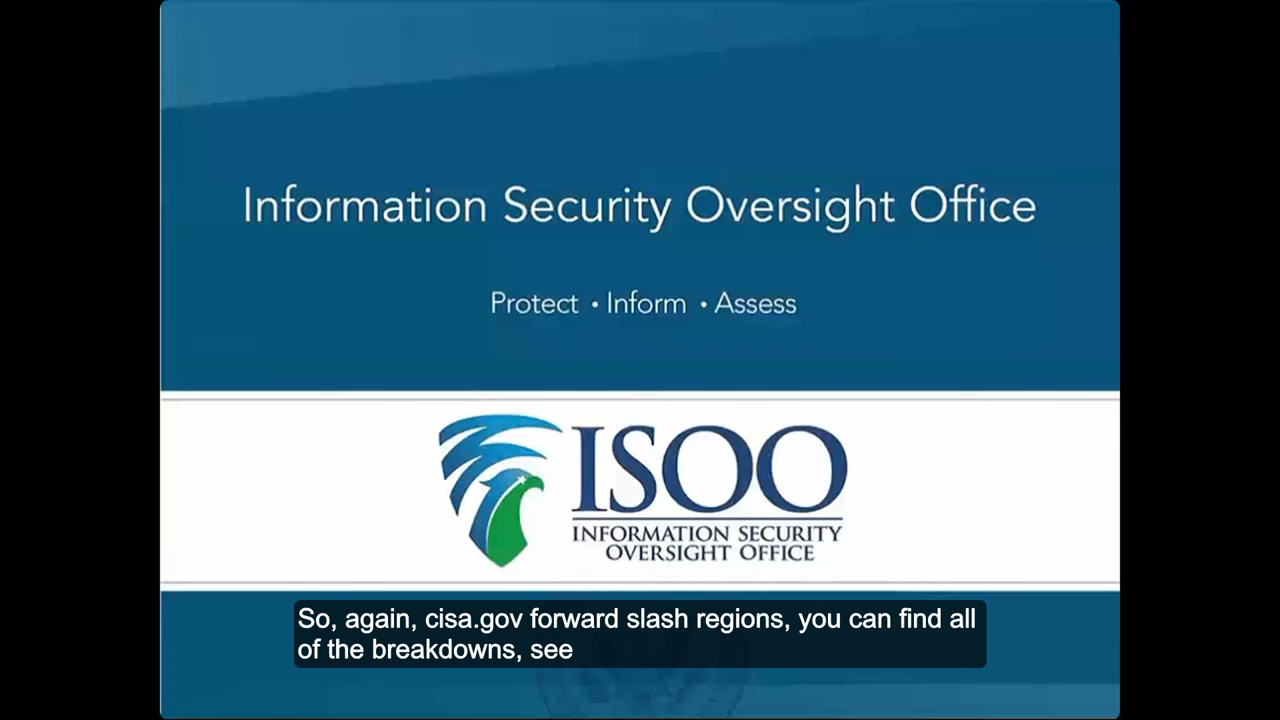 Information Security Oversight Office
Protect • Inform • Assess
ISOO
INFORMATION SECURITY
OVERSIGHT OFFICE
So, again, cisa.gov forward slash regions, you can find all
of the breakdowns, see